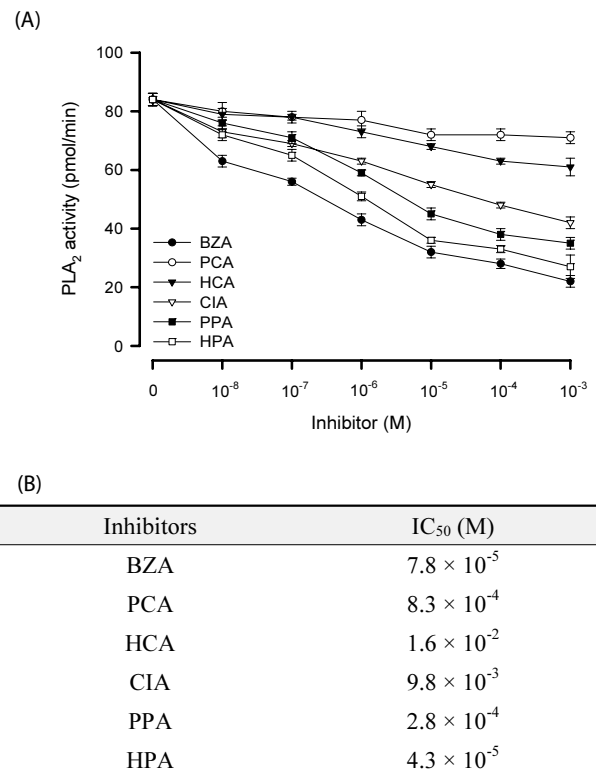 (A)
100
80
60
40
20
0
PLA₂ activity (pmol/min)
BZA
PCA
HCA
CIA
PPA
HPA
0 10⁻⁸ 10⁻⁷ 10⁻⁶ 10⁻⁵ 10⁻⁴ 10⁻³
Inhibitor (M)
(B)
Inhibitors IC₅₀ (M)
BZA 7.8 × 10⁻⁵
PCA 8.3 × 10⁻⁴
HCA 1.6 × 10⁻²
CIA 9.8 × 10⁻³
PPA 2.8 × 10⁻⁴
HPA 4.3 × 10⁻⁵